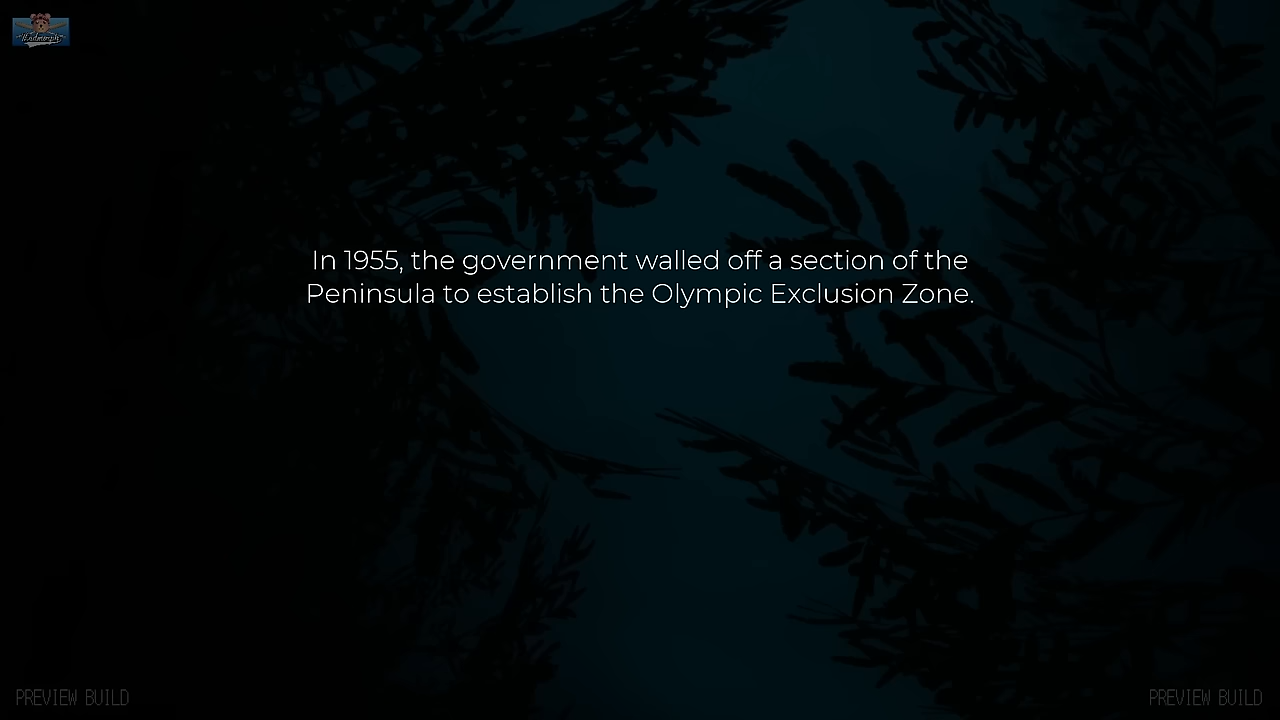 In 1955, the government walled off a section of the
Peninsula to establish the Olympic Exclusion Zone.
PREVIEW BUILD
PREVIEW BUILD